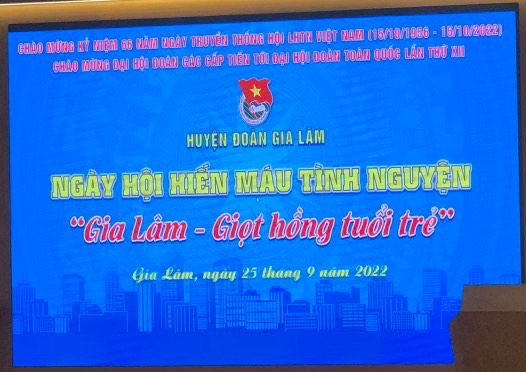 CHÀO MỪNG KỶ NIỆM 66 NĂM NGÀY TRUYỀN THỐNG HỘI LHTN VIỆT NAM (15/10/1956 - 15/10/2022)
CHÀO MỪNG ĐẠI HỘI ĐOÀN CÁC CẤP TIẾN TỚI ĐẠI HỘI ĐOÀN TOÀN QUỐC LẦN THỨ XII
HUYỆN ĐOÀN GIA LÂM
NGÀY HỘI HIẾN MÁU TÌNH NGUYỆN
"Gia Lâm - Giọt hồng tuổi trẻ"
Gia Lâm, ngày 25 tháng 9 năm 2022